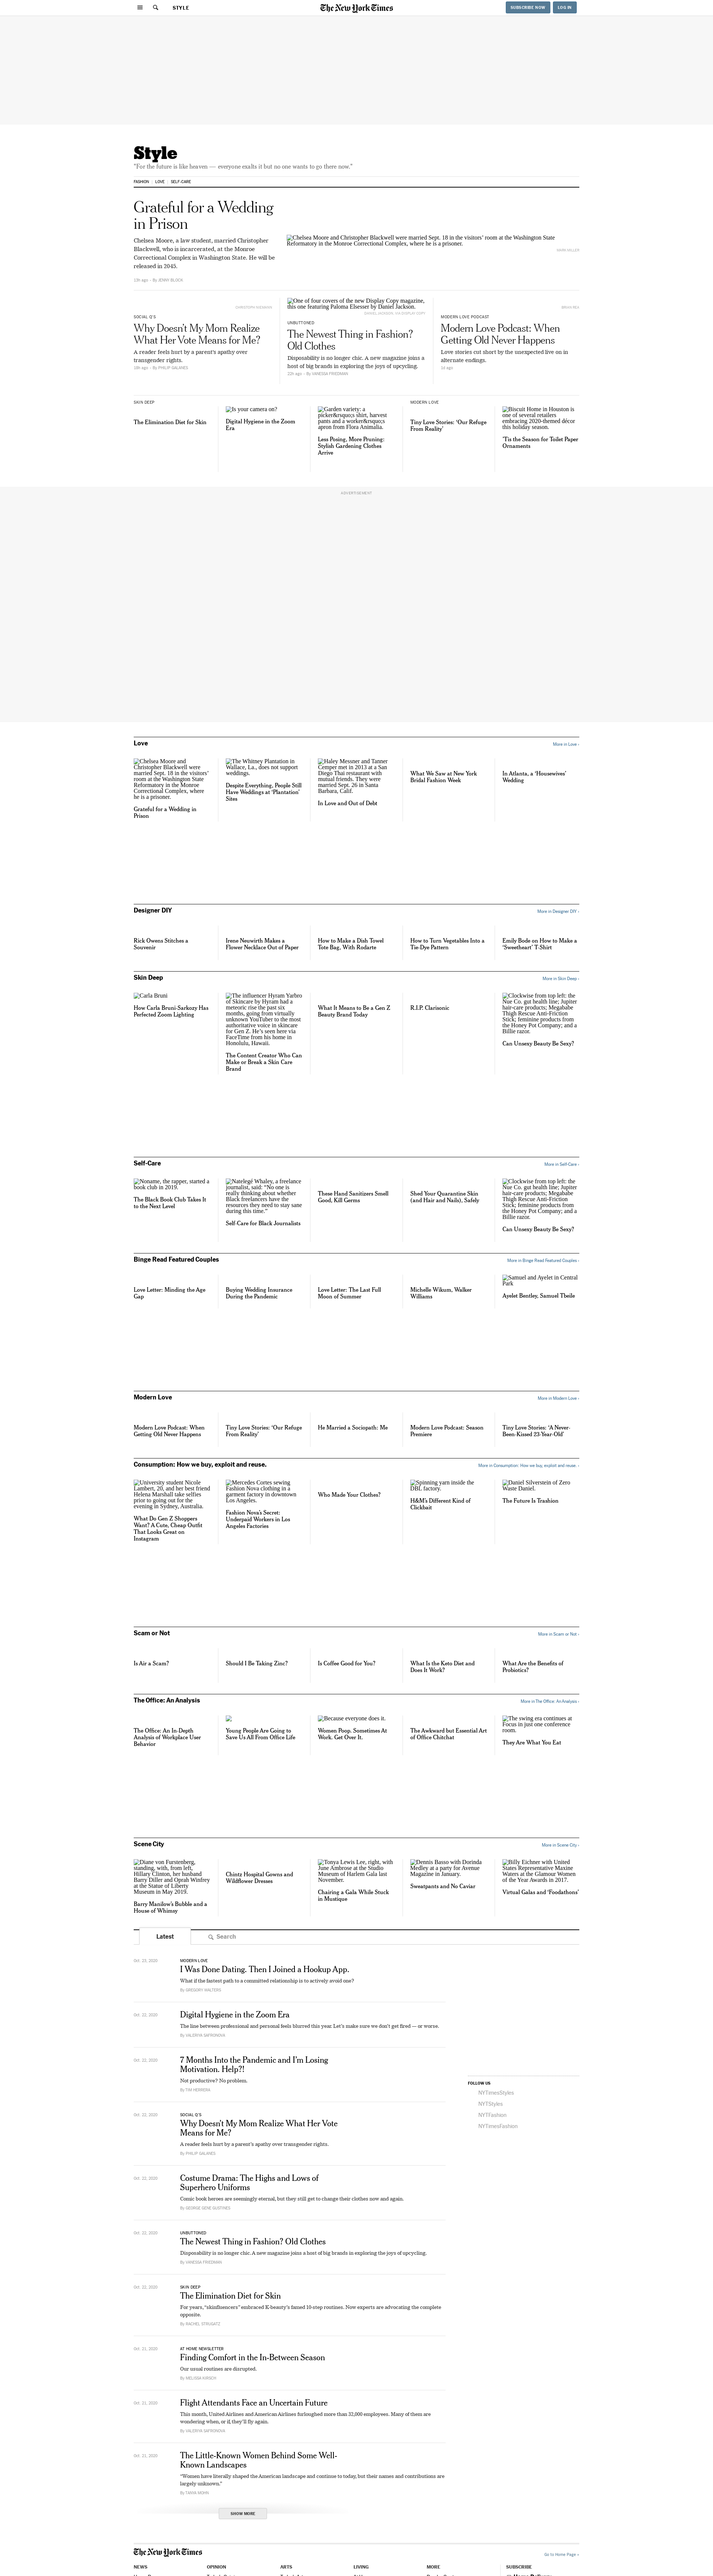 STYLE
The New York Times
SUBSCRIBE NOW
LOG IN
Style
"For the future is like heaven — everyone exalts it but no one wants to go there now."
FASHION
LOVE
SELF-CARE
Grateful for a Wedding
in Prison
Chelsea Moore, a law student, married Christopher
Blackwell, who is incarcerated, at the Monroe
Correctional Complex in Washington State. He will be
released in 2045.
By JENNY BLOCK
Chelsea Moore and Christopher Blackwell were married Sept. 18 in the visitors' room at the Washington State
Reformatory in the Monroe Correctional Complex, where he is a prisoner.
SOCIAL Q'S
Why Doesn't My Mom Realize
What Her Vote Means for Me?
A reader feels hurt by a parent's apathy over
transgender rights.
By PHILIP GALANES
One of four covers of the new Display Copy magazine,
this one featuring Paloma Elsesser by Daniel Jackson.
UNBUTTONED
The Newest Thing in Fashion?
Old Clothes
Disposability is no longer chic. A new magazine joins a
host of big brands in exploring the joys of upcycling.
By VANESSA FRIEDMAN
MODERN LOVE PODCAST
Modern Love Podcast: When
Getting Old Never Happens
Love stories cut short by the unexpected live on in
alternate endings.
SKIN DEEP
The Elimination Diet for Skin
Is your camera on?
Digital Hygiene in the Zoom
Era
Garden variety: a
picker&rsquo;s shirt, harvest
pants and a worker&rsquo;s
apron from Flora Animalia.
Less Posing, More Pruning:
Stylish Gardening Clothes
Arrive
MODERN LOVE
Tiny Love Stories: 'Our Refuge
From Reality'
Biscuit Home in Houston is
one of several retailers
embracing 2020-themed décor
this holiday season.
'Tis the Season for Toilet Paper
Ornaments
ADVERTISEMENT
Love
More in Love ›
Chelsea Moore and
Christopher Blackwell were
married Sept. 18 in the visitors'
room at the Washington State
Reformatory in the Monroe
Correctional Complex, where
he is a prisoner.
Grateful for a Wedding in
Prison
The Whitney Plantation in
Wallace, La., does not support
weddings.
Despite Everything, People Still
Have Weddings at 'Plantation'
Sites
Haley Messner and Tanner
Cemper met in 2013 at a San
Diego Thai restaurant with
mutual friends. They were
married Sept. 26 in Santa
Barbara, Calif.
In Love and Out of Debt
What We Saw at New York
Bridal Fashion Week
In Atlanta, a 'Housewives'
Wedding
Designer DIY
More in Designer DIY ›
Rick Owens Stitches a
Souvenir
Irene Neuwirth Makes a
Flower Necklace Out of Paper
How to Make a Dish Towel
Tote Bag, With Rodarte
How to Turn Vegetables Into a
Tie-Dye Pattern
Emily Bode on How to Make a
'Sweetheart' T-Shirt
Skin Deep
More in Skin Deep ›
Carla Bruni
How Carla Bruni-Sarkozy Has
Perfected Zoom Lighting
The influencer Hyram Yarbro
of Skincare by Hyram had a
meteoric rise the past six
months, going from virtually
unknown YouTuber to the most
authoritative voice in skincare
for Gen Z. He's seen here via
FaceTime from his home in
Honolulu, Hawaii.
The Content Creator Who Can
Make or Break a Skin Care
Brand
What It Means to Be a Gen Z
Beauty Brand Today
R.I.P. Clarisonic
Clockwise from top left: the
Nue Co. gut health line; Jupiter
hair-care products; Megababe
Thigh Rescue Anti-Friction
Stick; feminine products from
the Honey Pot Company; and a
Billie razor.
Can Unsexy Beauty Be Sexy?
Self-Care
More in Self-Care ›
Noname, the rapper, started a
book club in 2019.
The Black Book Club Takes It
to the Next Level
Natelegé Whaley, a freelance
journalist, said: "No one is
really thinking about whether
Black freelancers have the
resources they need to stay sane
during this time."
Self-Care for Black Journalists
These Hand Sanitizers Smell
Good, Kill Germs
Shed Your Quarantine Skin
(and Hair and Nails), Safely
Clockwise from top left: the
Nue Co. gut health line; Jupiter
hair-care products; Megababe
Thigh Rescue Anti-Friction
Stick; feminine products from
the Honey Pot Company; and a
Billie razor.
Can Unsexy Beauty Be Sexy?
Binge Read Featured Couples
More in Binge Read Featured Couples ›
Love Letter: Minding the Age
Gap
Buying Wedding Insurance
During the Pandemic
Love Letter: The Last Full
Moon of Summer
Michelle Wikum, Walker
Williams
Samuel and Ayelet in Central
Park
Ayelet Bentley, Samuel Tbeile
Modern Love
More in Modern Love ›
Modern Love Podcast: When
Getting Old Never Happens
Tiny Love Stories: 'Our Refuge
From Reality'
He Married a Sociopath: Me
Modern Love Podcast: Season
Premiere
Tiny Love Stories: 'A Never-
Been-Kissed 23-Year-Old'
Consumption: How we buy, exploit and reuse.
More in Consumption: How we buy, exploit and reuse. ›
University student Nicole
Lambert, 20, and her best friend
Helena Marshall take selfies
prior to going out for the
evening in Sydney, Australia.
What Do Gen Z Shoppers
Want? A Cute, Cheap Outfit
That Looks Great on
Instagram
Mercedes Cortes sewing
Fashion Nova clothing in a
garment factory in downtown
Los Angeles.
Fashion Nova's Secret:
Underpaid Workers in Los
Angeles Factories
Who Made Your Clothes?
Spinning yarn inside the
DBL factory.
H&M's Different Kind of
Clickbait
Daniel Silverstein of Zero
Waste Daniel.
The Future Is Trashion
Scam or Not
More in Scam or Not ›
Is Air a Scam?
Should I Be Taking Zinc?
Is Coffee Good for You?
What Is the Keto Diet and
Does It Work?
What Are the Benefits of
Probiotics?
The Office: An Analysis
More in The Office: An Analysis ›
The Office: An In-Depth
Analysis of Workplace User
Behavior
Young People Are Going to
Save Us All From Office Life
Because everyone does it.
Women Poop. Sometimes At
Work. Get Over It.
The Awkward but Essential Art
of Office Chitchat
The swing era continues at
Focus in just one conference
room.
They Are What You Eat
Scene City
More in Scene City ›
Diane von Furstenberg,
standing, with, from left,
Hillary Clinton, her husband
Barry Diller and Oprah Winfrey
at the Statue of Liberty
Museum in May 2019.
Barry Manilow's Bubble and a
House of Whimsy
Chintz Hospital Gowns and
Wildflower Dresses
Tonya Lewis Lee, right, with
June Ambrose at the Studio
Museum of Harlem Gala last
November.
Chairing a Gala While Stuck
in Mustique
Dennis Basso with Dorinda
Medley at a party for Avenue
Magazine in January.
Sweatpants and No Caviar
Billy Eichner with United
States Representative Maxine
Waters at the Glamour Women
of the Year Awards in 2017.
Virtual Galas and 'Foodathons'
Latest
Search
Oct. 23, 2020
MODERN LOVE
I Was Done Dating. Then I Joined a Hookup App.
What if the fastest path to a committed relationship is to actively avoid one?
By GREGORY WALTERS
Oct. 22, 2020
Digital Hygiene in the Zoom Era
The line between professional and personal feels blurred this year. Let's make sure we don't get fired — or worse.
By VALERIYA SAFRONOVA
Oct. 22, 2020
7 Months Into the Pandemic and I'm Losing
Motivation. Help?!
Not productive? No problem.
By TIM HERRERA
Oct. 22, 2020
SOCIAL Q'S
Why Doesn't My Mom Realize What Her Vote
Means for Me?
A reader feels hurt by a parent's apathy over transgender rights.
By PHILIP GALANES
Oct. 22, 2020
Costume Drama: The Highs and Lows of
Superhero Uniforms
Comic book heroes are seemingly eternal, but they still get to change their clothes now and again.
By GEORGE GENE GUSTINES
Oct. 22, 2020
UNBUTTONED
The Newest Thing in Fashion? Old Clothes
Disposability is no longer chic. A new magazine joins a host of big brands in exploring the joys of upcycling.
By VANESSA FRIEDMAN
Oct. 22, 2020
SKIN DEEP
The Elimination Diet for Skin
For years, "skinfluencers" embraced K-beauty's famed 10-step routines. Now experts are advocating the complete
opposite.
By RACHEL STRUGATZ
Oct. 21, 2020
AT HOME NEWSLETTER
Finding Comfort in the In-Between Season
Our usual routines are disrupted.
By MELISSA KIRSCH
Oct. 21, 2020
Flight Attendants Face an Uncertain Future
This month, United Airlines and American Airlines furloughed more than 32,000 employees. Many of them are
wondering when, or if, they'll fly again.
By VALERIYA SAFRONOVA
Oct. 21, 2020
The Little-Known Women Behind Some Well-
Known Landscapes
"Women have literally shaped the American landscape and continue to today, but their names and contributions are
largely unknown."
SHOW MORE
FOLLOW US
NYTimesStyles
NYTStyles
NYTFashion
NYTimesFashion
The New York Times
Go to Home Page »
NEWS
OPINION
ARTS
LIVING
MORE
SUBSCRIBE